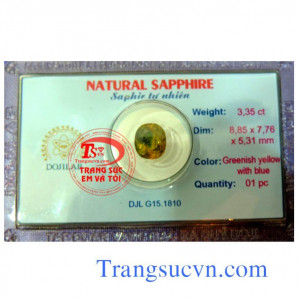 NATURAL SAPPHIRE
Saphir tự nhiên
Weight: 3,35 ct
Dim: 8,85 x 7,76
x 5,31 mm
Color: Greenish yellow
with blue
Quantity: 01 pc
DOJILAB
TRANG SỨC
EM VÀ TÔI
DJL G15.1810
Trangsucvn.com